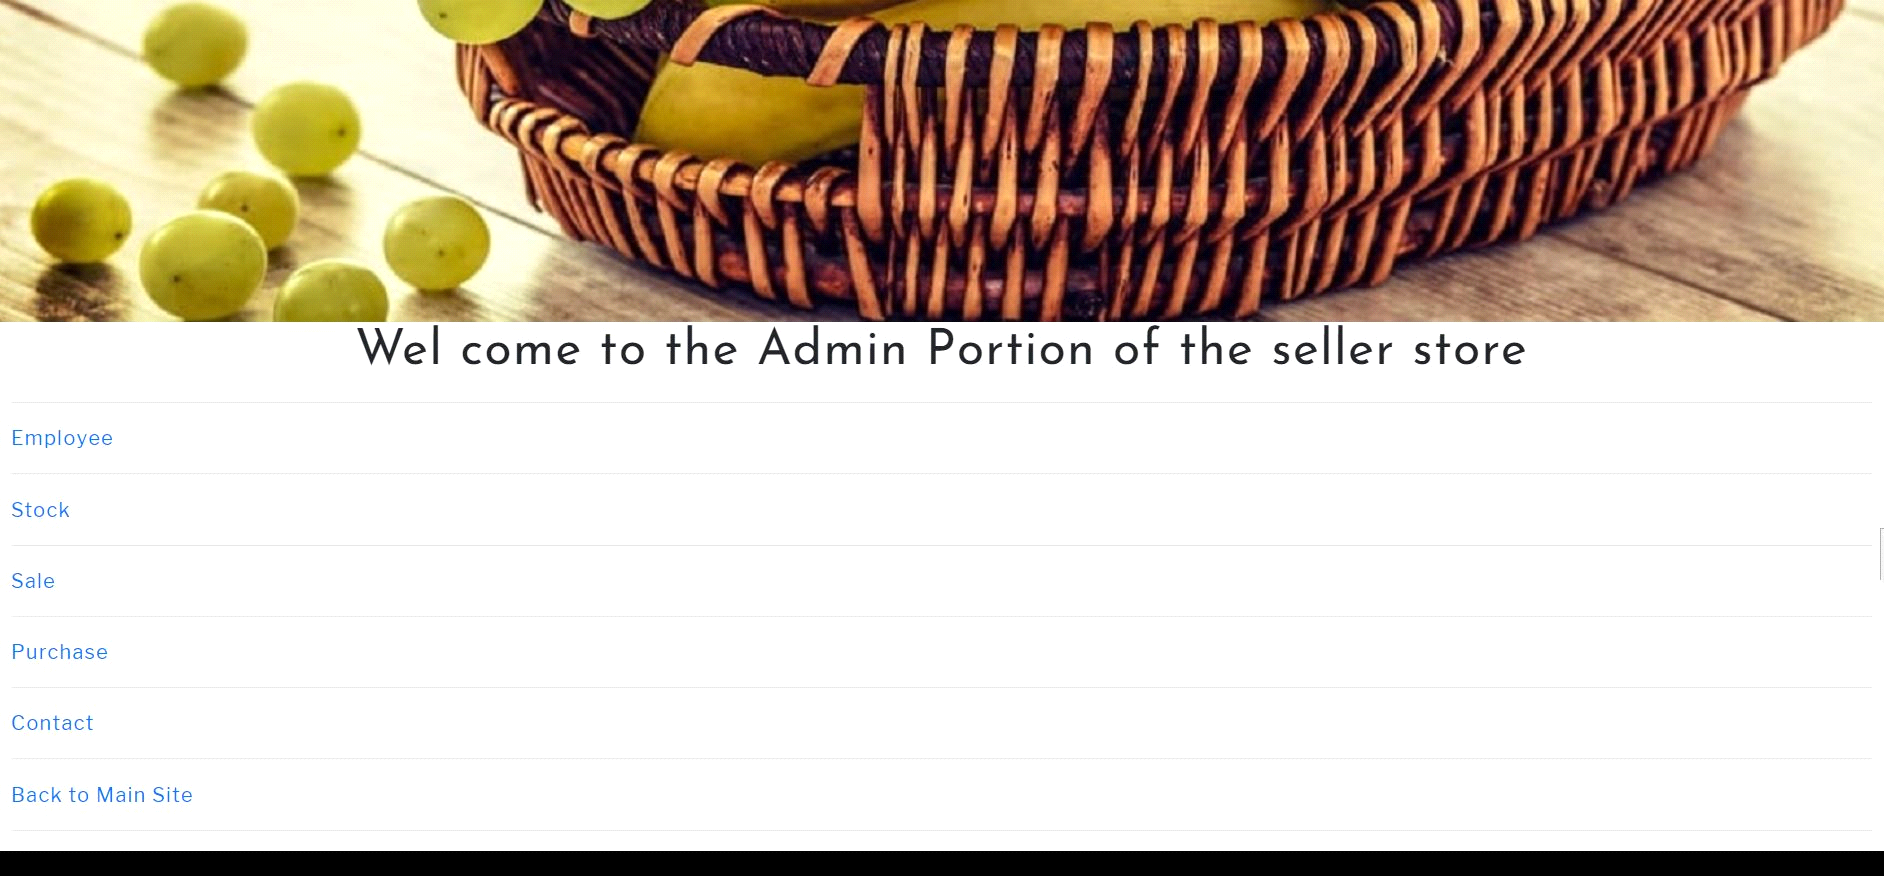 Wel come to the Admin Portion of the seller store
Employee
Stock
Sale
Purchase
Contact
Back to Main Site